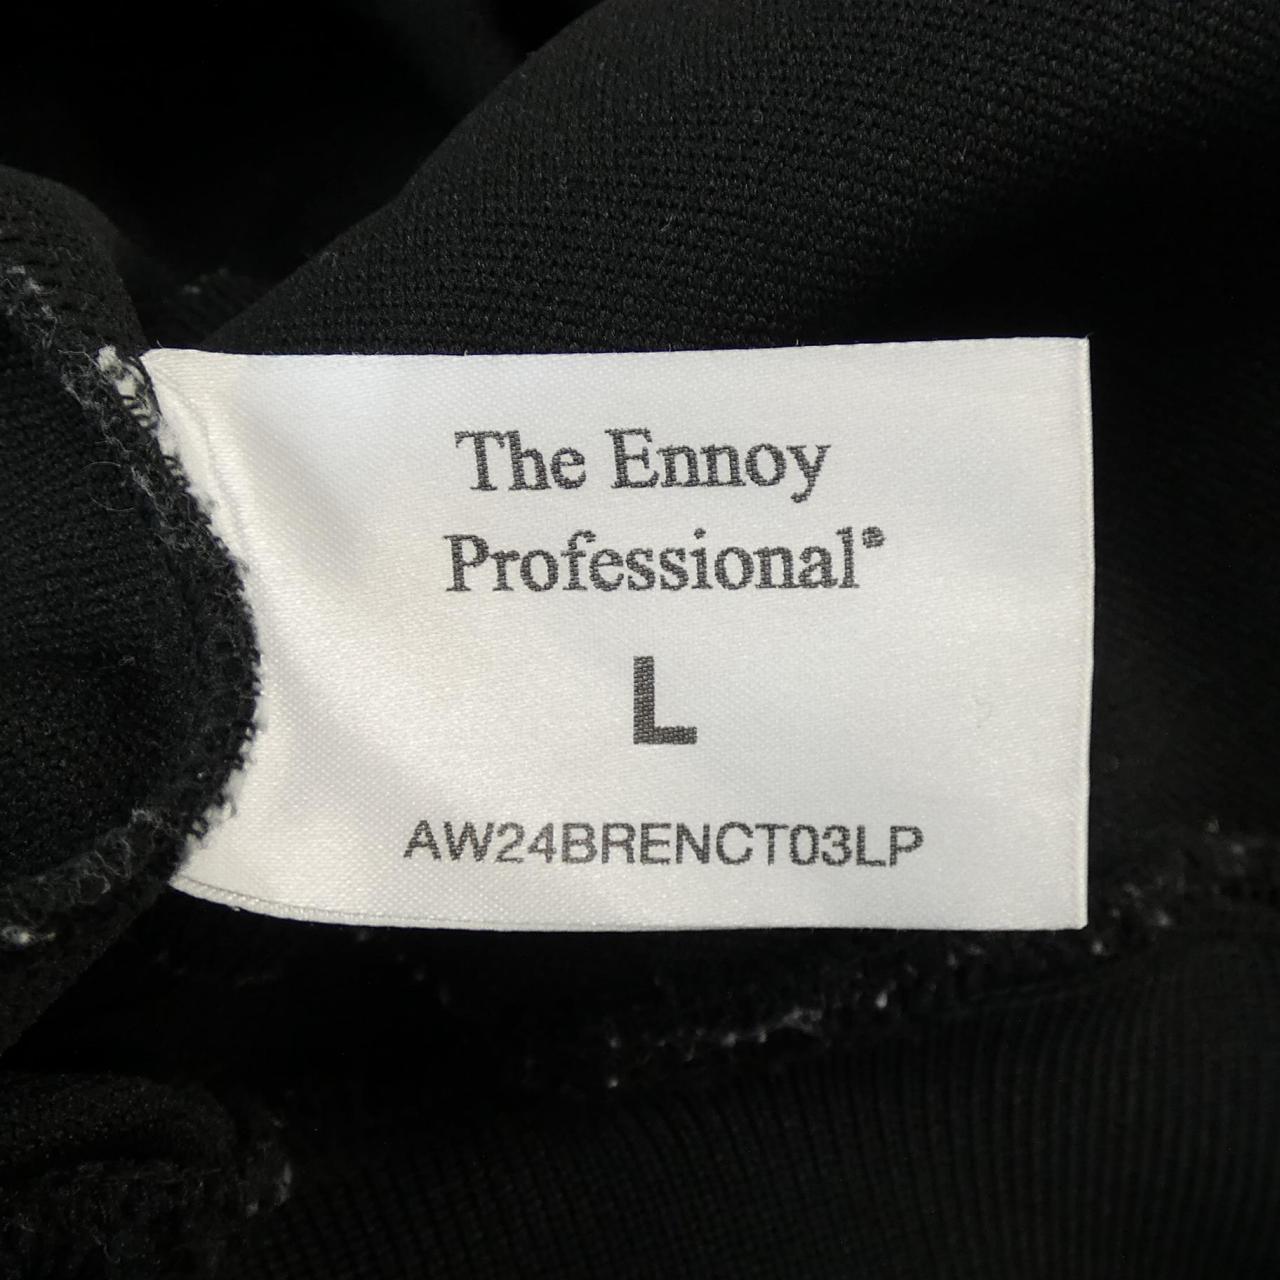 The Ennoy
Professional®
L
AW24BRENCT03LP